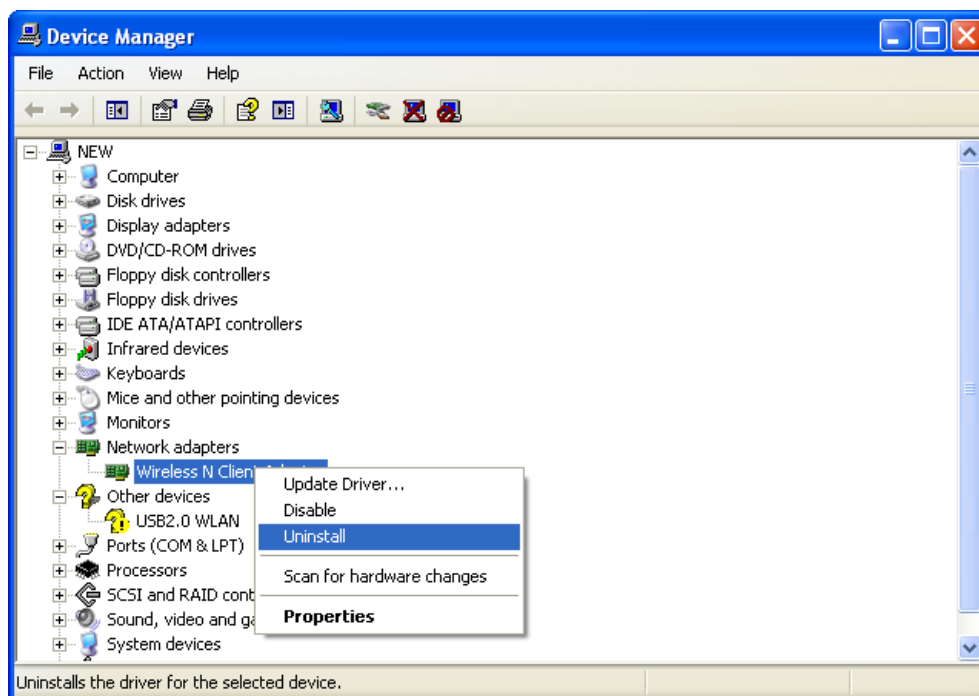 Device Manager
File Action View Help
NEW
Computer
Disk drives
Display adapters
DVD/CD-ROM drives
Floppy disk controllers
Floppy disk drives
IDE ATA/ATAPI controllers
Infrared devices
Keyboards
Mice and other pointing devices
Monitors
Network adapters
Wireless N Clien
Other devices
USB2.0 WLAN
Ports (COM & LPT)
Processors
SCSI and RAID cont
Sound, video and ga
System devices
Update Driver...
Disable
Uninstall
Scan for hardware changes
Properties
Uninstalls the driver for the selected device.